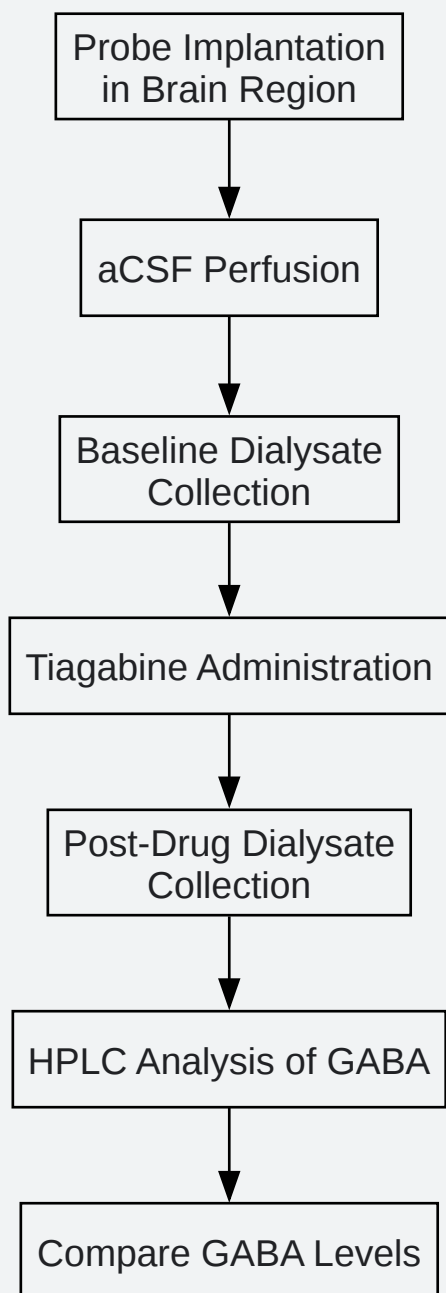 Probe Implantation
in Brain Region
aCSF Perfusion
Baseline Dialysate
Collection
Tiagabine Administration
Post-Drug Dialysate
Collection
HPLC Analysis of GABA
Compare GABA Levels